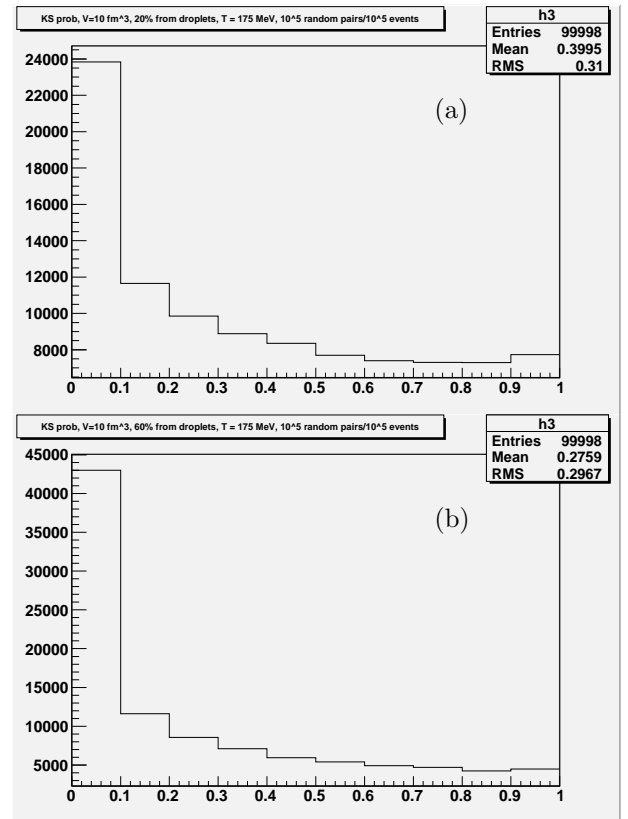 KS prob, V=10 fm^3, 20% from droplets, T = 175 MeV, 10^5 random pairs/10^5 events
h3
Entries 99998
Mean 0.3995
RMS 0.31
(a)
24000
22000
20000
18000
16000
14000
12000
10000
8000
0 0.1 0.2 0.3 0.4 0.5 0.6 0.7 0.8 0.9 1
KS prob, V=10 fm^3, 60% from droplets, T = 175 MeV, 10^5 random pairs/10^5 events
h3
Entries 99998
Mean 0.2759
RMS 0.2967
(b)
45000
40000
35000
30000
25000
20000
15000
10000
5000
0 0.1 0.2 0.3 0.4 0.5 0.6 0.7 0.8 0.9 1